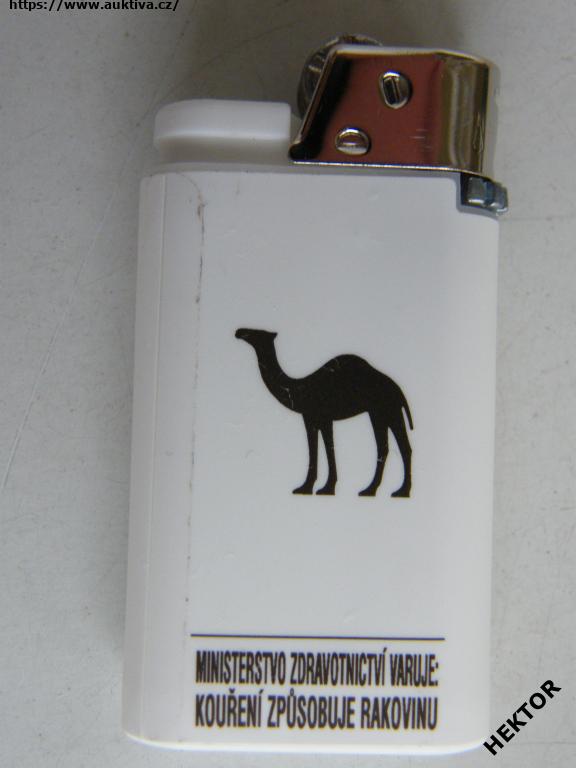 https://www.auktiva.cz/
MINISTERSTVO ZDRAVOTNICTVÍ VARUJE:
KOUŘENÍ ZPŮSOBUJE RAKOVINU
HEKTOR